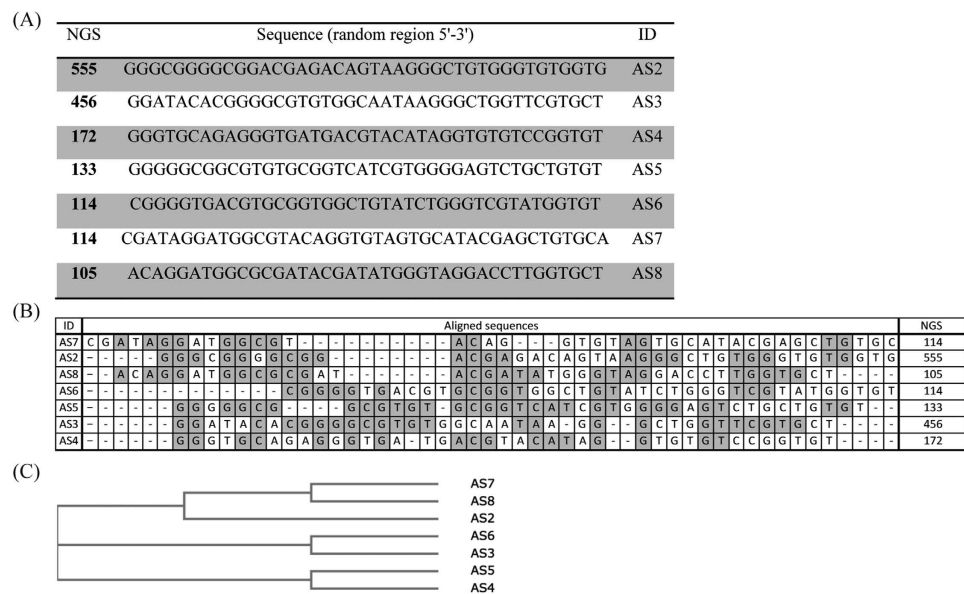 (A)
NGS Sequence (random region 5'-3') ID
555 GGGCGGGGCGGACGAGACAGTAAGGGCTGTGGGTGTGGTG AS2
456 GGATACACGGGGCGTGTGGCAATAAGGGCTGGTTCGTGCT AS3
172 GGGTGCAGAGGGTGATGACGTACATAGGTGTGTCCGGTGT AS4
133 GGGGGCGGCGTGTGCGGTCATCGTGGGGAGTCTGCTGTGT AS5
114 CGGGGTGACGTGCGGTGGCTGTATCTGGGTCGTATGGTGT AS6
114 CGATAGGATGGCGTACAGGTGTAGTGCATACGAGCTGTGCA AS7
105 ACAGGATGGCGCGATACGATATGGGTAGGACCTTGGTGCT AS8
(B)
ID Aligned sequences NGS
AS7 C G A T A G G A T G G C G T - - - - - - - - - - A C A G - - - G T G T A G T G C A T A C G A G C T G T G C 114
AS2 - - - - - G G G C G G G G C G G - - - - - - - - A C G A G A C A G T A A G G G C T G T G G G T G T G G T G 555
AS8 - - A C A G G A T G G C G C G A T - - - - - - - A C G A T A T G G G T A G G A C C T T G G T G C T - - - - 105
AS6 - - - - - - - - - - - - - C G G G G T G A C G T G C G G T G G C T G T A T C T G G G T C G T A T G G T G T 114
AS5 - - - - - - G G G G G C G - - - - G C G T G T - G C G G T C A T C G T G G G G A G T C T G C T G T G T - - 133
AS3 - - - - - - G G A T A C A C G G G G C G T G T G G C A A T A A - G G - - G C T G G T T C G T G C T - - - - 456
AS4 - - - - - - G G G T G C A G A G G G T G A - T G A C G T A C A T A G - - G T G T G T C C G G T G T - - - - 172
(C)
AS7
AS8
AS2
AS6
AS3
AS5
AS4